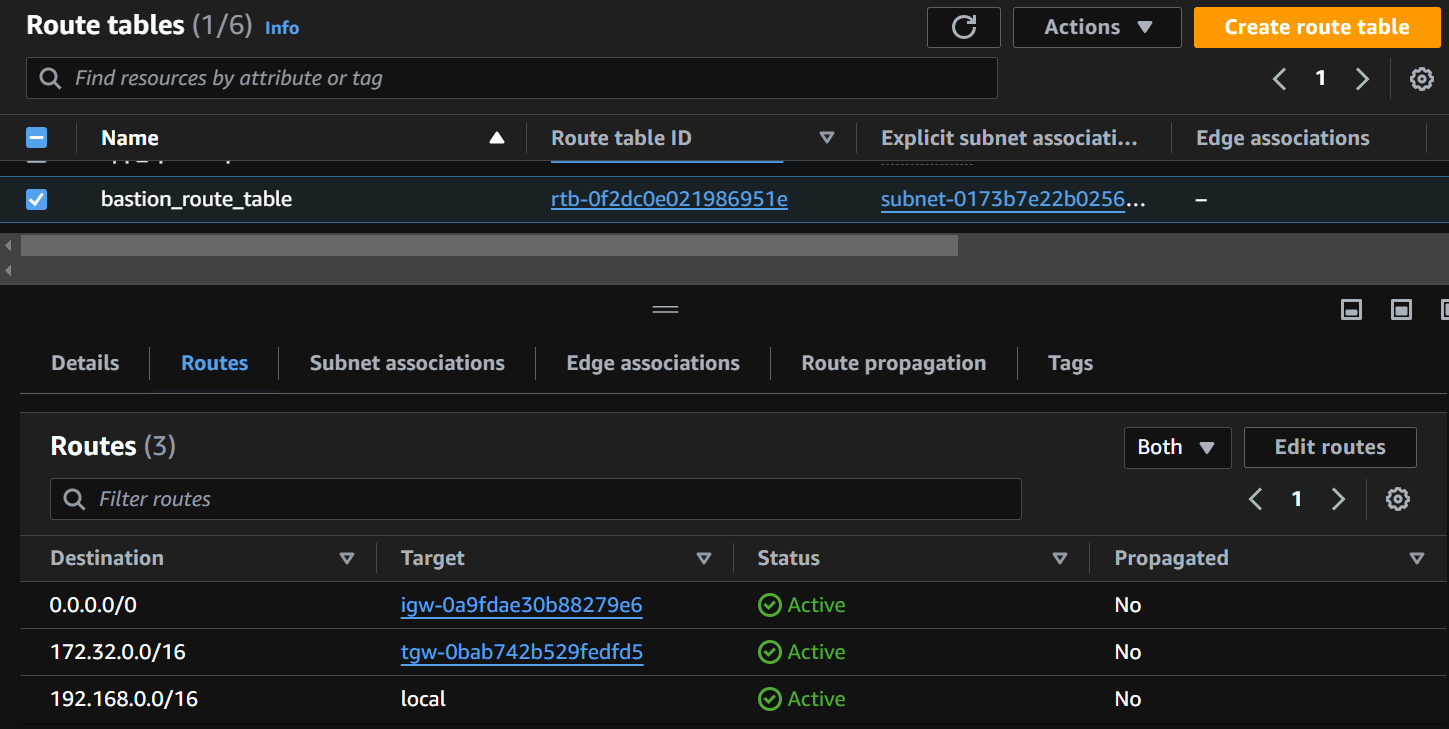 Route tables (1/6) Info
Actions Create route table
Find resources by attribute or tag
1
Name Route table ID Explicit subnet associati... Edge associations
bastion_route_table rtb-0f2dc0e021986951e subnet-0173b7e22b0256... –
Details Routes Subnet associations Edge associations Route propagation Tags
Routes (3)
Both Edit routes
Filter routes
1
Destination Target Status Propagated
0.0.0.0/0 igw-0a9fdae30b88279e6 Active No
172.32.0.0/16 tgw-0bab742b529fedfd5 Active No
192.168.0.0/16 local Active No